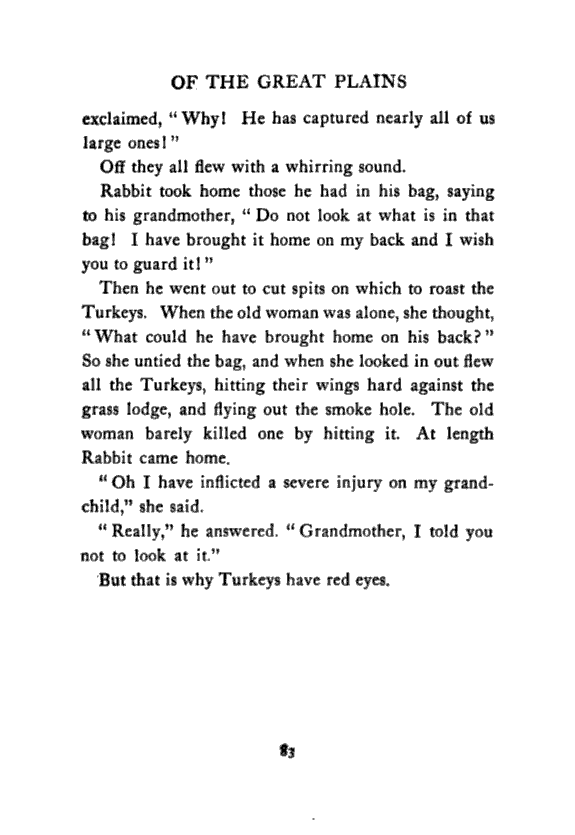 OF THE GREAT PLAINS
exclaimed, “ Why! He has captured nearly all of us
large ones! ”
Off they all flew with a whirring sound.
Rabbit took home those he had in his bag, saying
to his grandmother, “ Do not look at what is in that
bag! I have brought it home on my back and I wish
you to guard it! ”
Then he went out to cut spits on which to roast the
Turkeys. When the old woman was alone, she thought,
“ What could he have brought home on his back? ”
So she untied the bag, and when she looked in out flew
all the Turkeys, hitting their wings hard against the
grass lodge, and flying out the smoke hole. The old
woman barely killed one by hitting it. At length
Rabbit came home.
“ Oh I have inflicted a severe injury on my grand-
child,” she said.
“ Really,” he answered. “ Grandmother, I told you
not to look at it.”
But that is why Turkeys have red eyes.
83